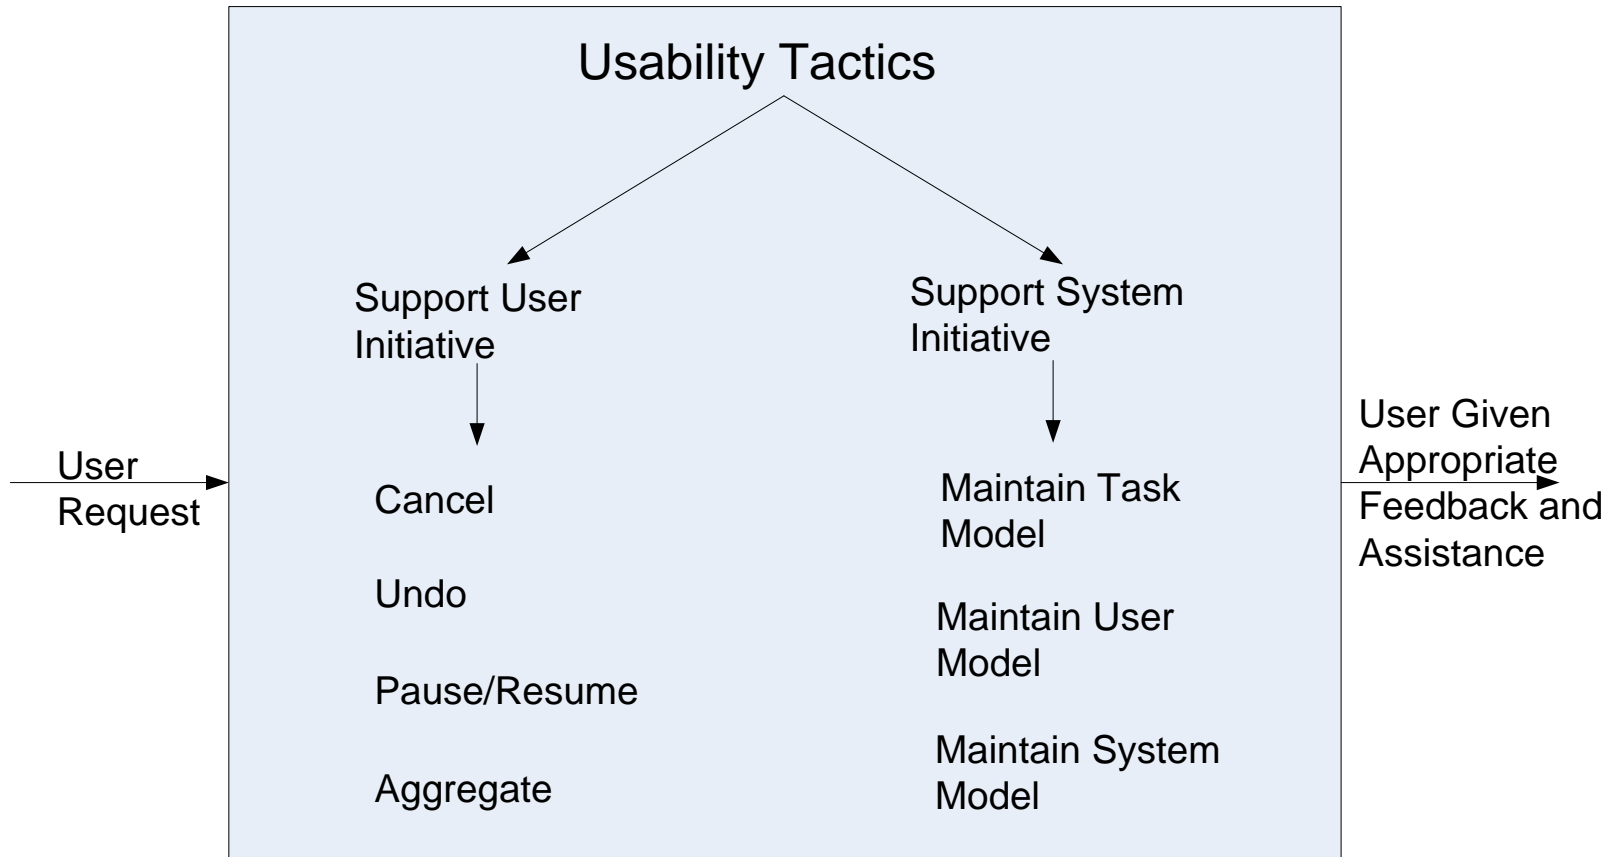 Usability Tactics
Support User
Initiative
Support System
Initiative
User
Request
Cancel
Undo
Pause/Resume
Aggregate
Maintain Task
Model
Maintain User
Model
Maintain System
Model
User Given
Appropriate
Feedback and
Assistance